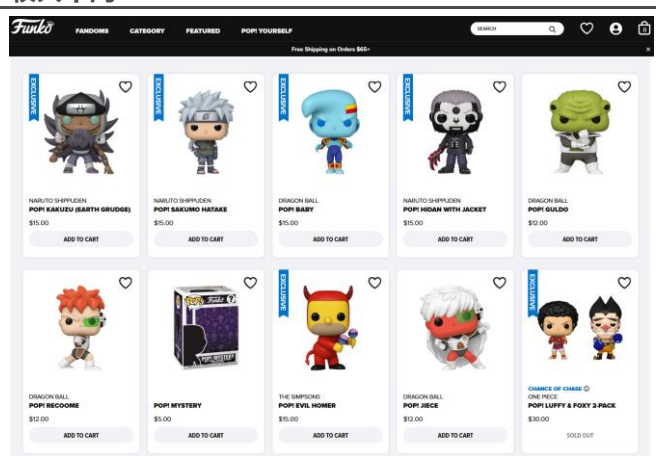 Funko
FANDOMS CATEGORY FEATURED POP! YOURSELF
SEARCH
0
Free Shipping on Orders $65+
×
EXCLUSIVE
EXCLUSIVE
EXCLUSIVE
NARUTO SHIPPUDEN
POP! KAKUZU (EARTH GRUDGE)
$15.00
ADD TO CART
NARUTO SHIPPUDEN
POP! SAKUMO HATAKE
$15.00
ADD TO CART
DRAGON BALL
POP! BABY
$15.00
ADD TO CART
NARUTO SHIPPUDEN
POP! HIDAN WITH JACKET
$15.00
ADD TO CART
DRAGON BALL
POP! GULDO
$12.00
ADD TO CART
DRAGON BALL
POP! RECOOME
$12.00
ADD TO CART
POP! Funko ?
POP! MYSTERY
POP! MYSTERY
$5.00
ADD TO CART
EXCLUSIVE
THE SIMPSONS
POP! EVIL HOMER
$15.00
ADD TO CART
DRAGON BALL
POP! JIECE
$12.00
ADD TO CART
EXCLUSIVE
CHANCE OF CHASE ⓘ
ONE PIECE
POP! LUFFY & FOXY 2-PACK
$30.00
SOLD OUT